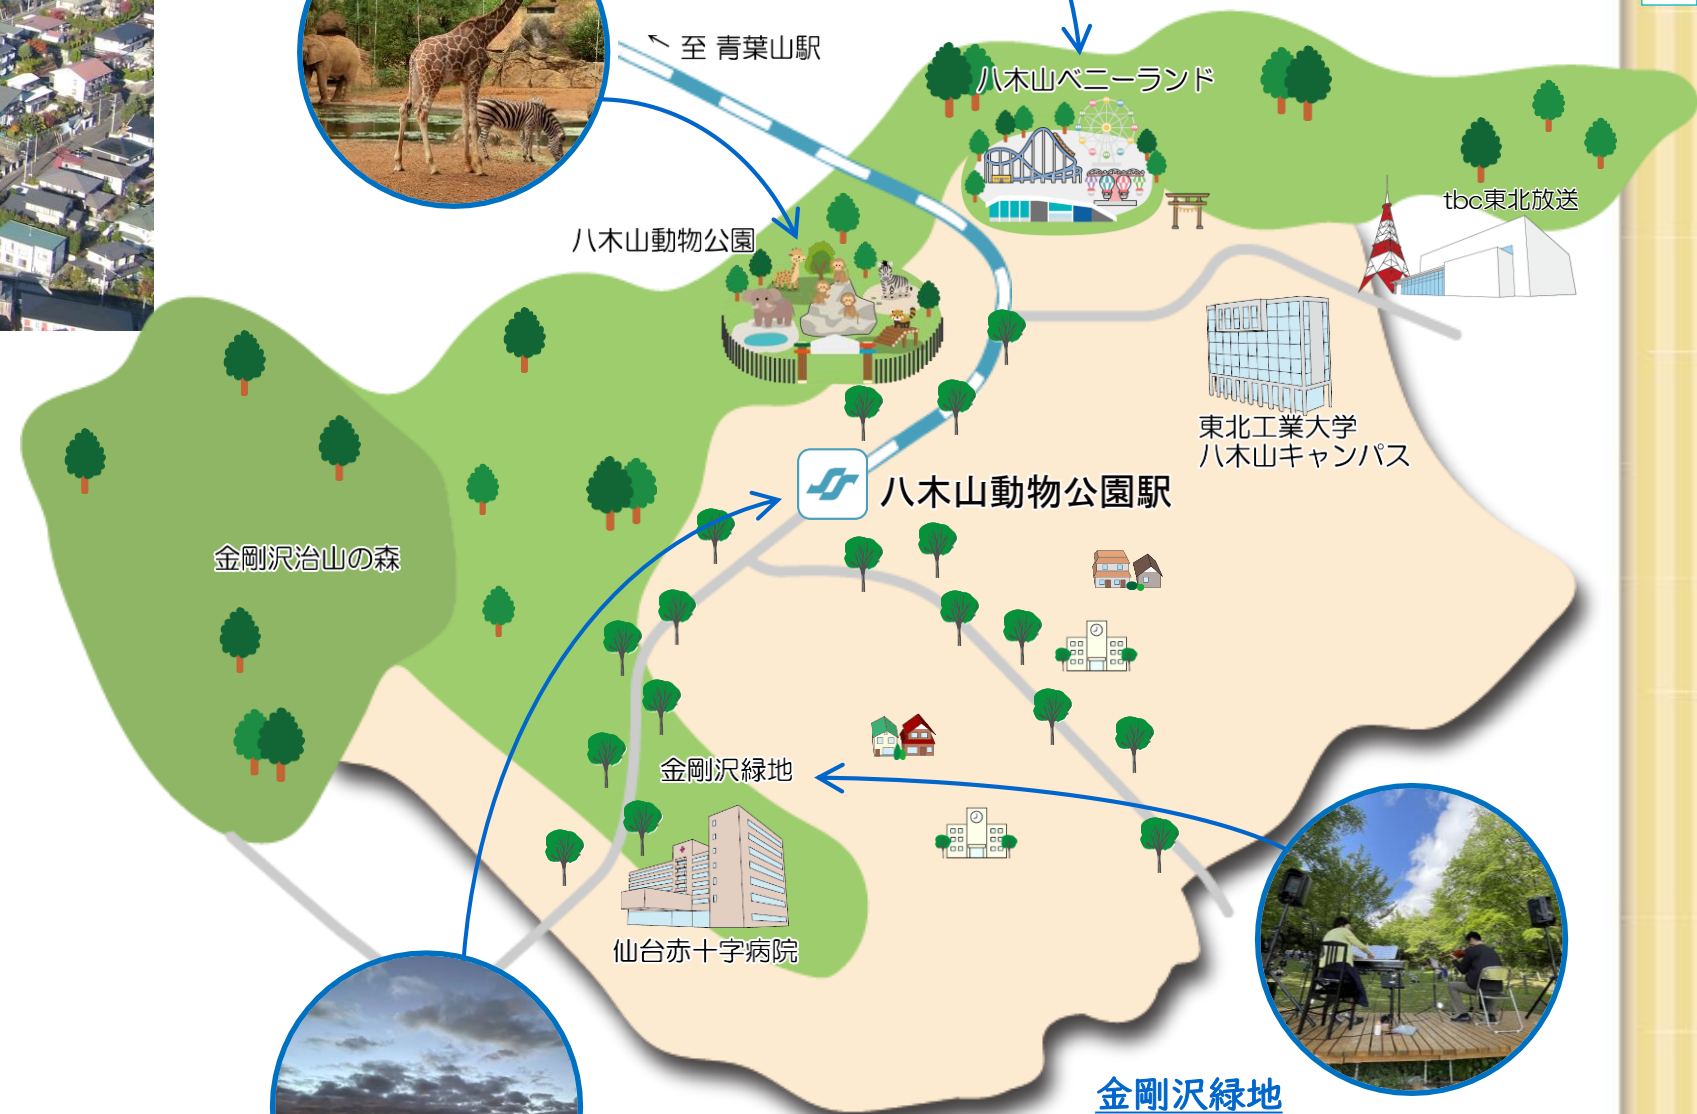 至 青葉山駅
八木山ベニーランド
tbc東北放送
八木山動物公園
東北工業大学
八木山キャンパス
八木山動物公園駅
金剛沢治山の森
金剛沢緑地
仙台赤十字病院
金剛沢緑地